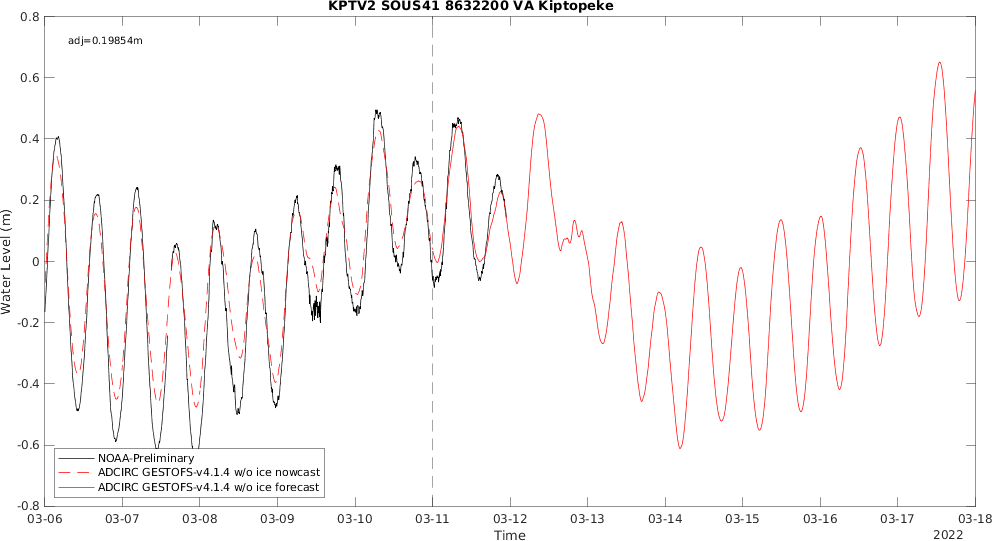 KPTV2 SOUS41 8632200 VA Kiptopeke
adj=0.19854m
Water Level (m)
0.8
0.6
0.4
0.2
0
-0.2
-0.4
-0.6
-0.8
NOAA-Preliminary
ADCIRC GESTOFS-v4.1.4 w/o ice nowcast
ADCIRC GESTOFS-v4.1.4 w/o ice forecast
03-06 03-07 03-08 03-09 03-10 03-11 03-12 03-13 03-14 03-15 03-16 03-17 03-18
Time
2022